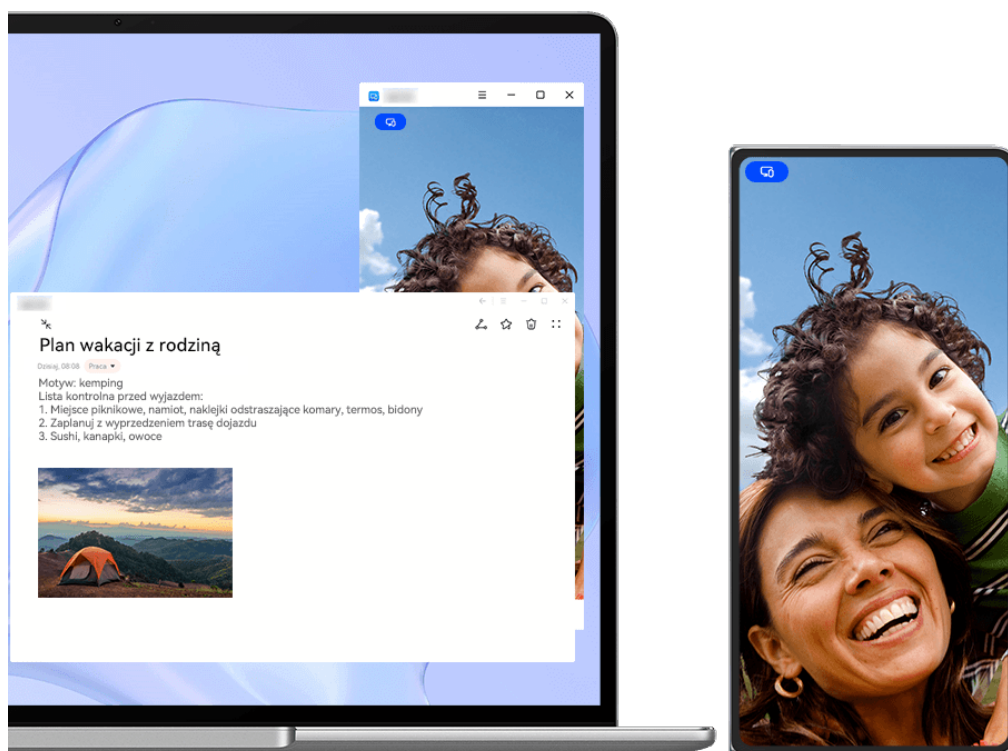 Plan wakacji z rodziną
Dzisiaj, 08:08 Praca
Motyw: kemping
Lista kontrolna przed wyjazdem:
1. Miejsce piknikowe, namiot, naklejki odstraszające komary, termos, bidony
2. Zaplanuj z wyprzedzeniem trasę dojazdu
3. Sushi, kanapki, owoce